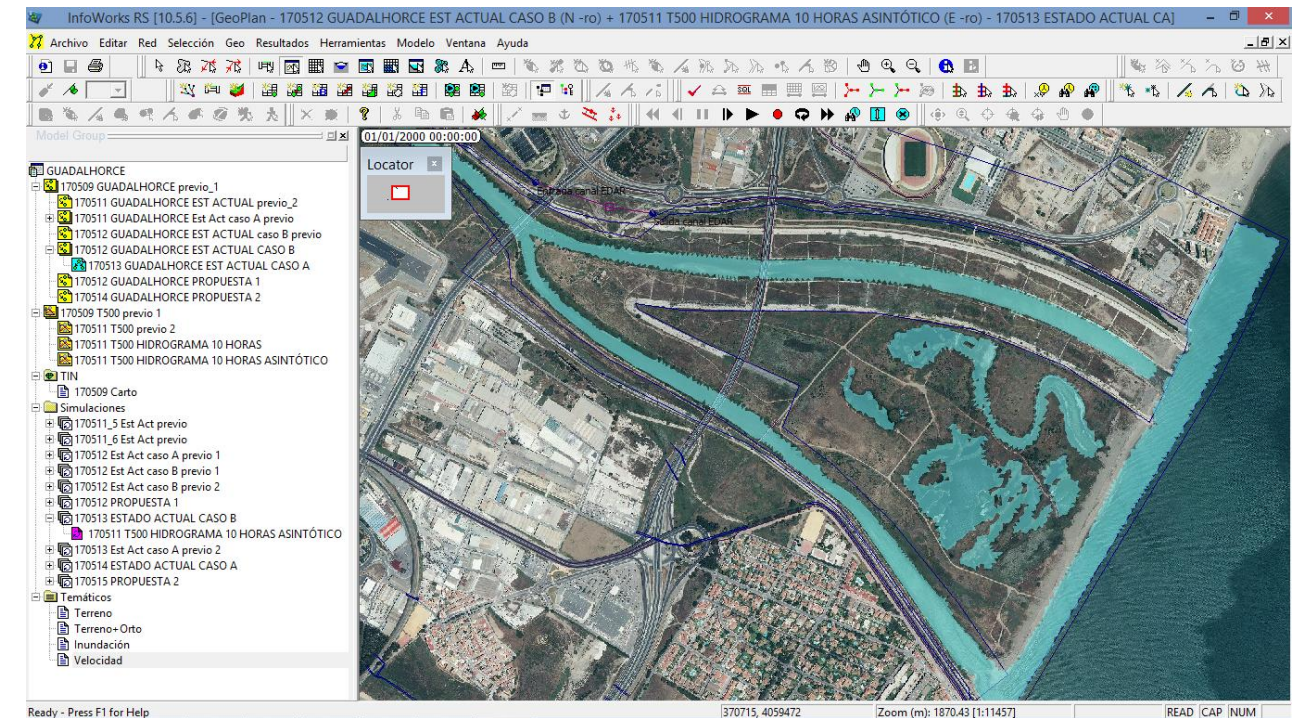 InfoWorks RS [10.5.6] - [GeoPlan - 170512 GUADALHORCE EST ACTUAL CASO B (N -ro) + 170511 T500 HIDROGRAMA 10 HORAS ASINTÓTICO (E -ro) - 170513 ESTADO ACTUAL CA]
Archivo Editar Red Selección Geo Resultados Herramientas Modelo Ventana Ayuda
SQL
Model Group
01/01/2000 00:00:00
Locator
GUADALHORCE
170509 GUADALHORCE previo_1
170511 GUADALHORCE EST ACTUAL previo_2
170511 GUADALHORCE Est Act caso A previo
170512 GUADALHORCE EST ACTUAL caso B previo
170512 GUADALHORCE EST ACTUAL CASO B
170513 GUADALHORCE EST ACTUAL CASO A
170512 GUADALHORCE PROPUESTA 1
170514 GUADALHORCE PROPUESTA 2
170509 T500 previo 1
170511 T500 previo 2
170511 T500 HIDROGRAMA 10 HORAS
170511 T500 HIDROGRAMA 10 HORAS ASINTÓTICO
TIN
170509 Carto
Simulaciones
170511_5 Est Act previo
170511_6 Est Act previo
170512 Est Act caso A previo 1
170512 Est Act caso B previo 1
170512 Est Act caso B previo 2
170512 PROPUESTA 1
170513 ESTADO ACTUAL CASO B
170511 T500 HIDROGRAMA 10 HORAS ASINTÓTICO
170513 Est Act caso A previo 2
170514 ESTADO ACTUAL CASO A
170515 PROPUESTA 2
Temáticos
Terreno
Terreno+Orto
Inundación
Velocidad
Entrada canal EDAR
Salida canal EDAR
Ready - Press F1 for Help
370715, 4059472
Zoom (m): 1870.43 [1:11457]
READ CAP NUM